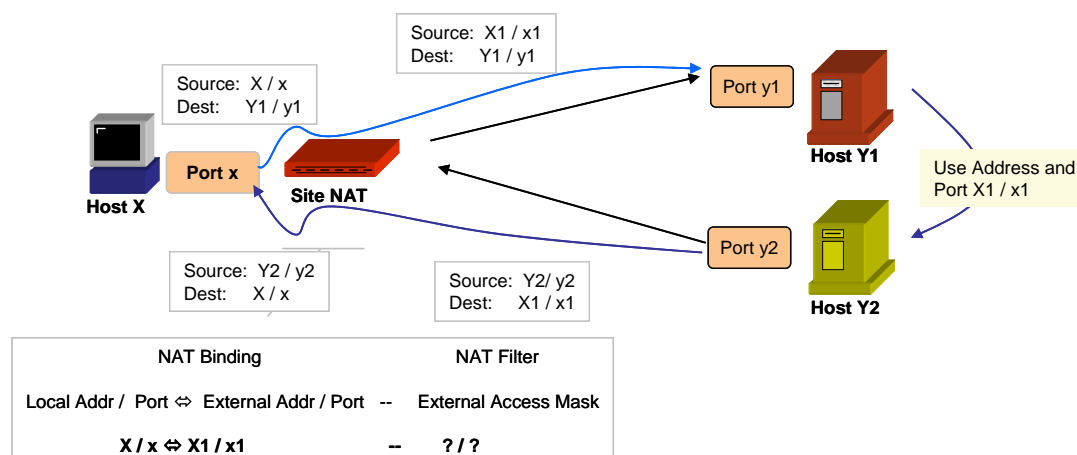 Source: X1 / x1
Dest: Y1 / y1
Source: X / x
Dest: Y1 / y1
Port y1
Port x
Host X
Site NAT
Host Y1
Use Address and
Port X1 / x1
Port y2
Host Y2
Source: Y2 / y2
Dest: X / x
Source: Y2/ y2
Dest: X1 / x1
NAT Binding NAT Filter
Local Addr / Port ⇔ External Addr / Port -- External Access Mask
X / x ⇔ X1 / x1 -- ? / ?